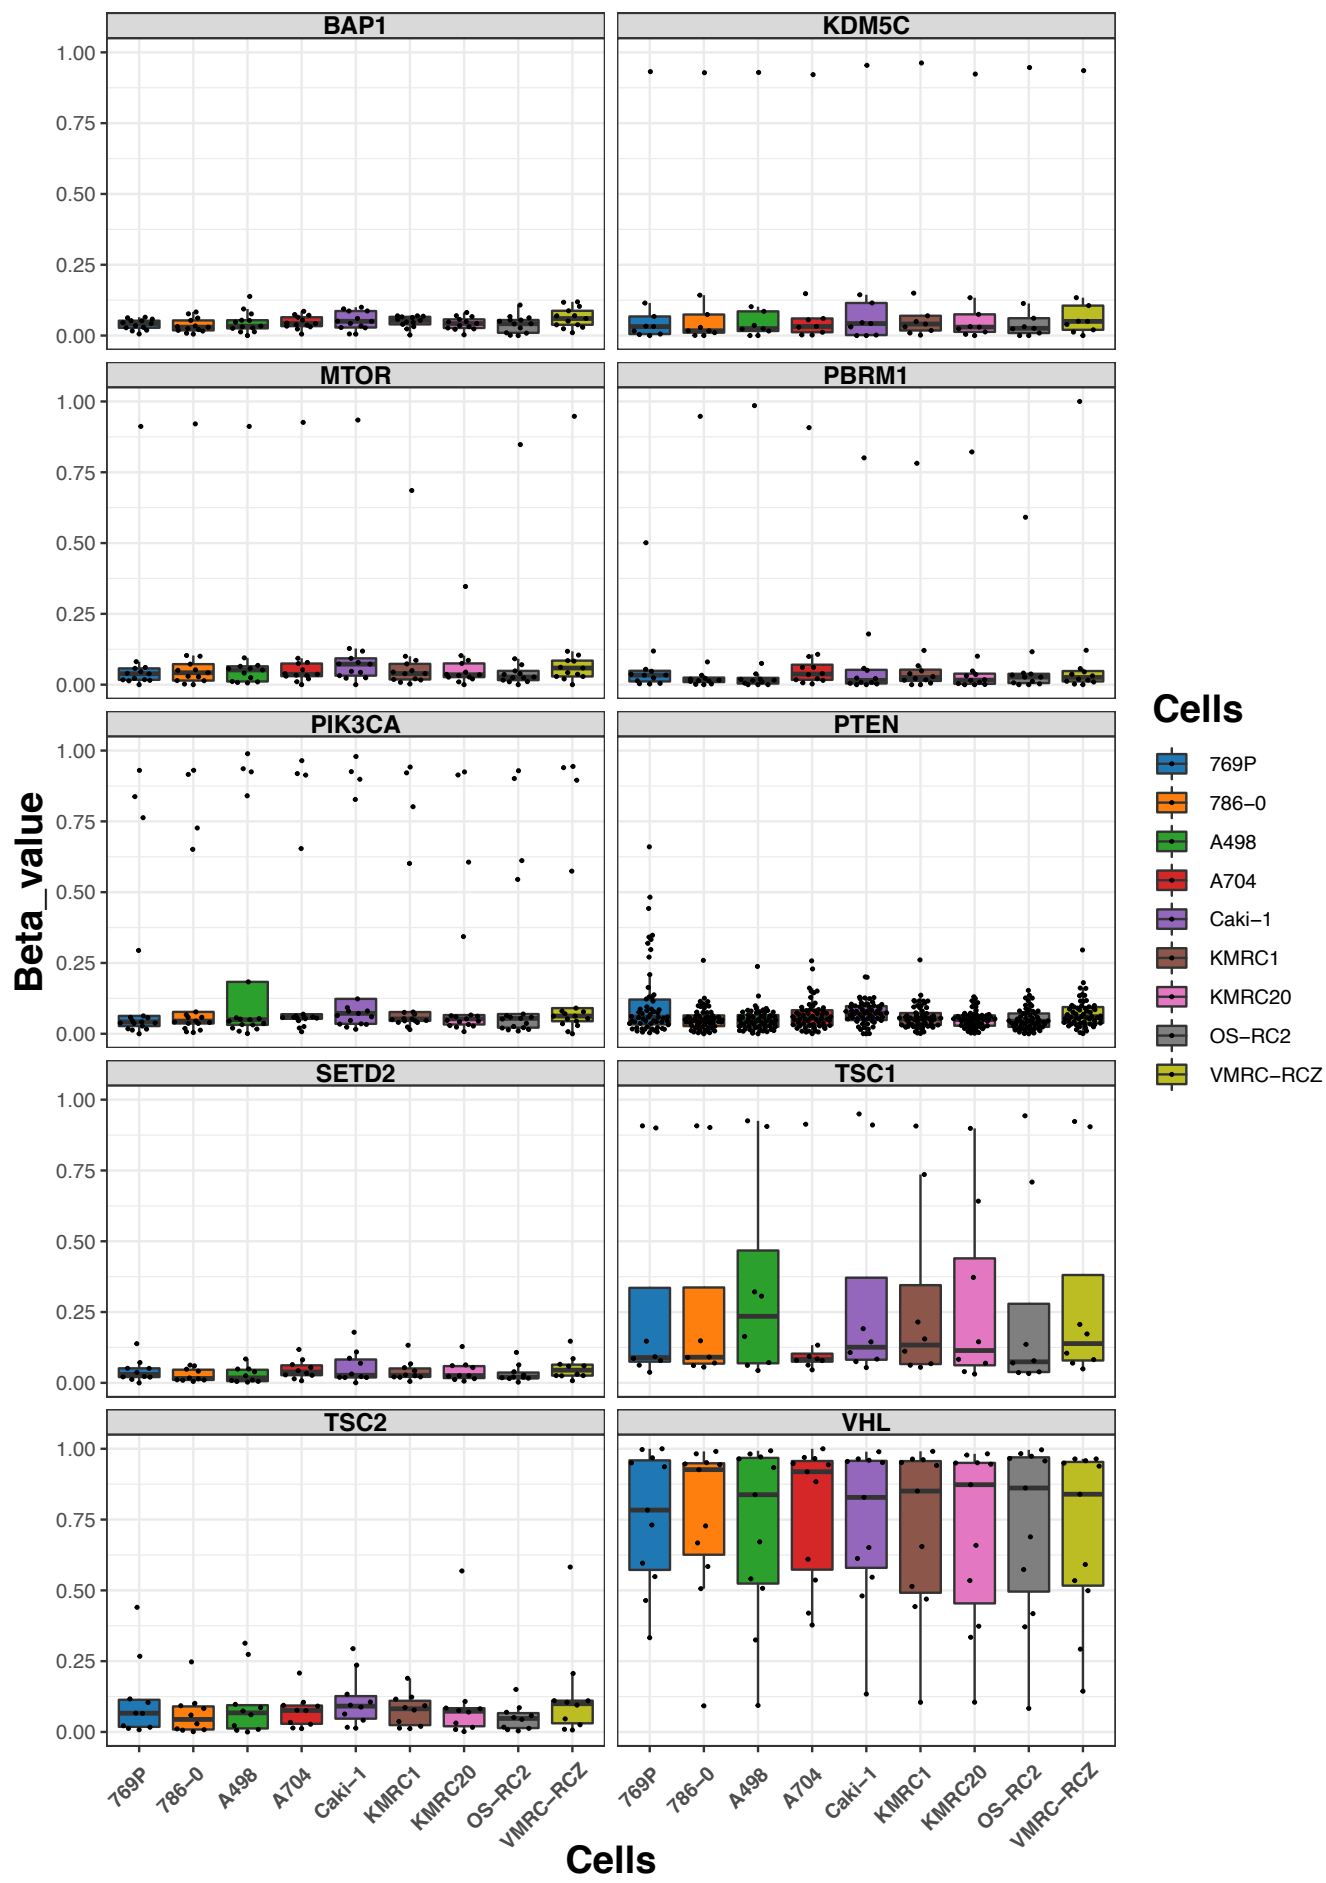 BAP1 KDM5C
1.00
0.75
0.50
0.25
0.00
MTOR PBRM1
1.00
0.75
0.50
0.25
0.00
PIK3CA PTEN
1.00
0.75
0.50
0.25
0.00
SETD2 TSC1
1.00
0.75
0.50
0.25
0.00
TSC2 VHL
1.00
0.75
0.50
0.25
0.00
Beta_value
769P 786−0 A498 A704 Caki−1 KMRC1 KMRC20 OS−RC2 VMRC−RCZ 769P 786−0 A498 A704 Caki−1 KMRC1 KMRC20 OS−RC2 VMRC−RCZ
Cells
Cells
769P
786−0
A498
A704
Caki−1
KMRC1
KMRC20
OS−RC2
VMRC−RCZ